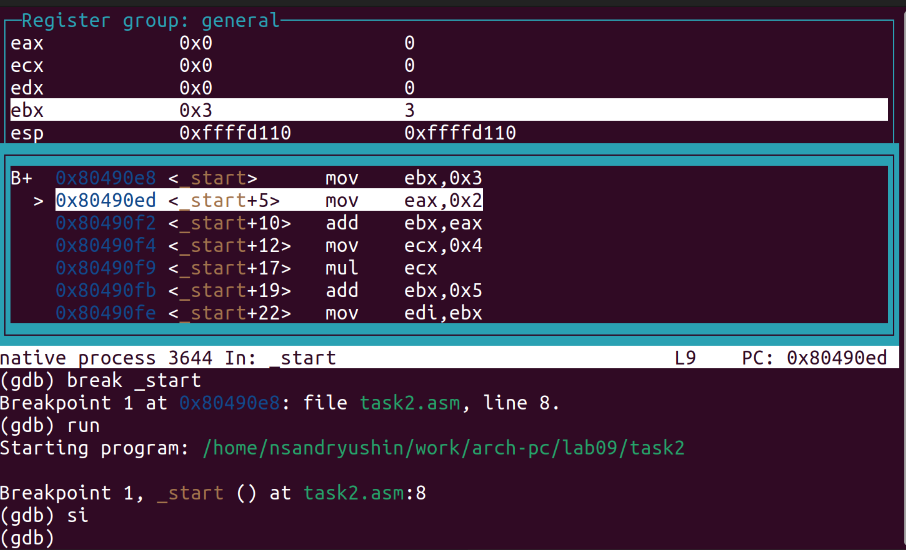 Register group: general
eax 0x0 0
ecx 0x0 0
edx 0x0 0
ebx 0x3 3
esp 0xffffd110 0xffffd110
B+ 0x80490e8 <_start> mov ebx,0x3
> 0x80490ed <_start+5> mov eax,0x2
0x80490f2 <_start+10> add ebx,eax
0x80490f4 <_start+12> mov ecx,0x4
0x80490f9 <_start+17> mul ecx
0x80490fb <_start+19> add ebx,0x5
0x80490fe <_start+22> mov edi,ebx
native process 3644 In: _start L9 PC: 0x80490ed
(gdb) break _start
Breakpoint 1 at 0x80490e8: file task2.asm, line 8.
(gdb) run
Starting program: /home/nsandryushin/work/arch-pc/lab09/task2
Breakpoint 1, _start () at task2.asm:8
(gdb) si
(gdb)